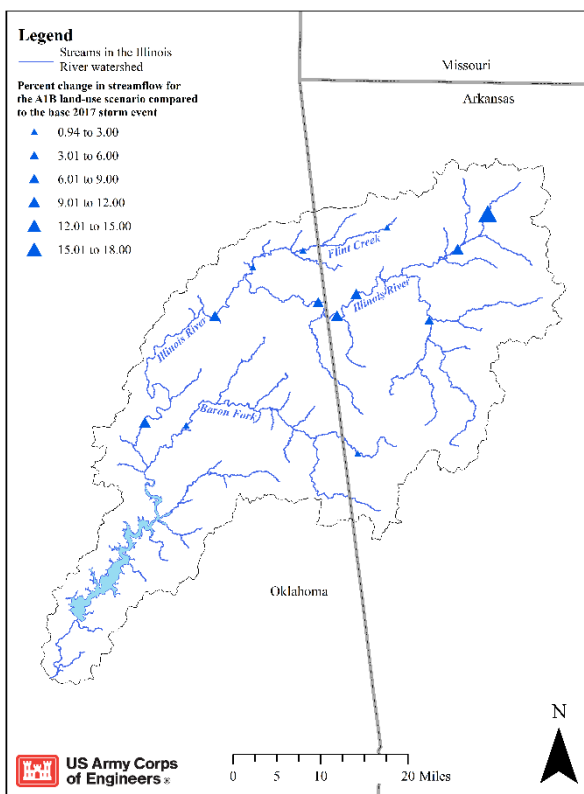 Legend
Streams in the Illinois
River watershed
Percent change in streamflow for
the A1B land-use scenario compared
to the base 2017 storm event
0.94 to 3.00
3.01 to 6.00
6.01 to 9.00
9.01 to 12.00
12.01 to 15.00
15.01 to 18.00
Missouri
Arkansas
Flint Creek
Illinois River
Illinois River
Baron Fork
Oklahoma
N
US Army Corps
of Engineers ®
0 5 10 20 Miles